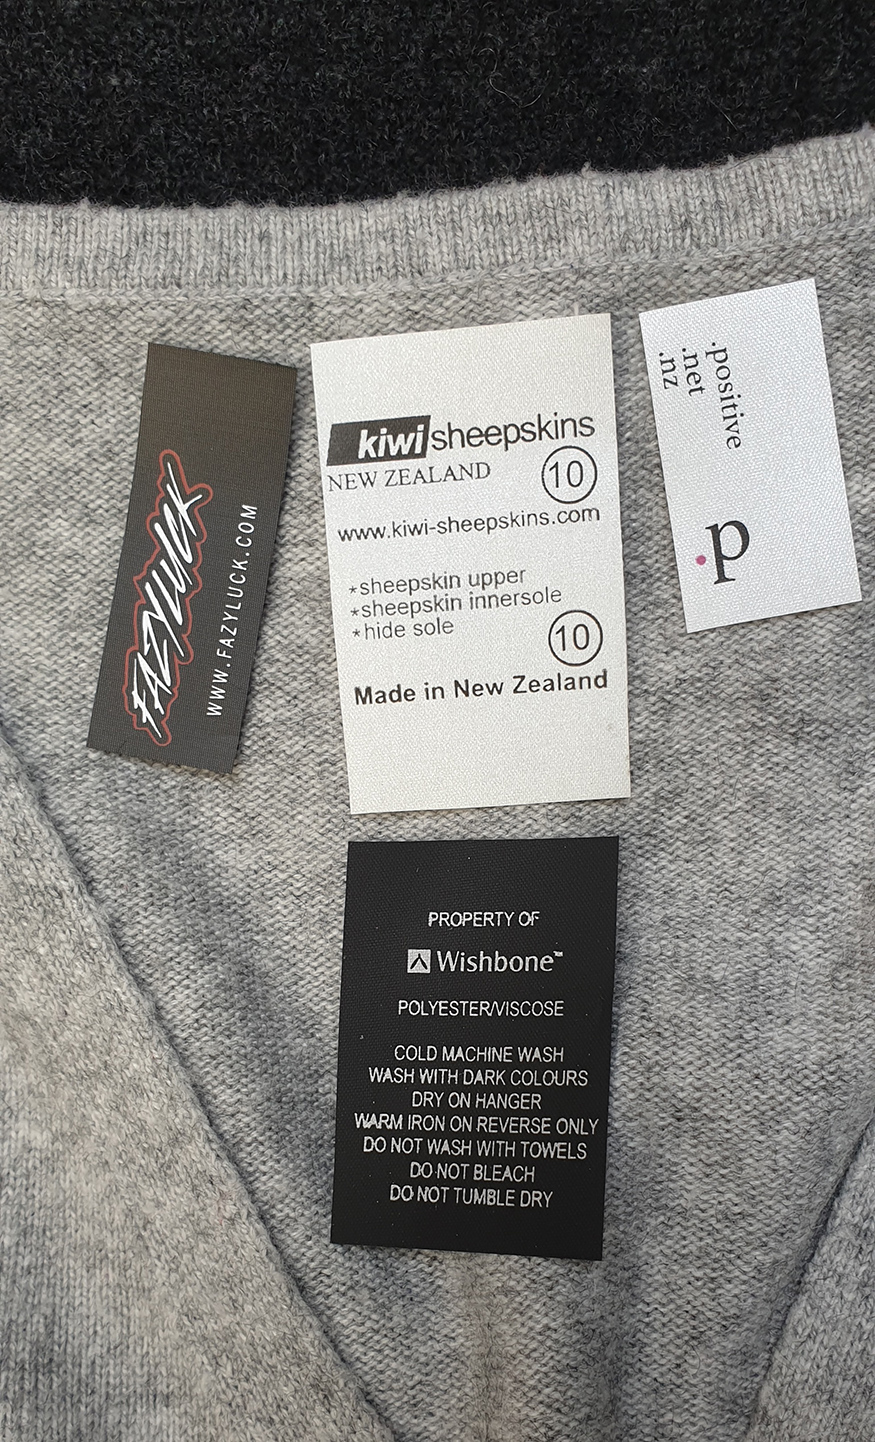 FAZYLUCK
WWW.FAZYLUCK.COM
kiwi sheepskins
NEW ZEALAND
10
www.kiwi-sheepskins.com
*sheepskin upper
*sheepskin innersole
*hide sole
10
Made in New Zealand
.positive
.net
.nz
.p
PROPERTY OF
Wishbone™
POLYESTER/VISCOSE
COLD MACHINE WASH
WASH WITH DARK COLOURS
DRY ON HANGER
WARM IRON ON REVERSE ONLY
DO NOT WASH WITH TOWELS
DO NOT BLEACH
DO NOT TUMBLE DRY